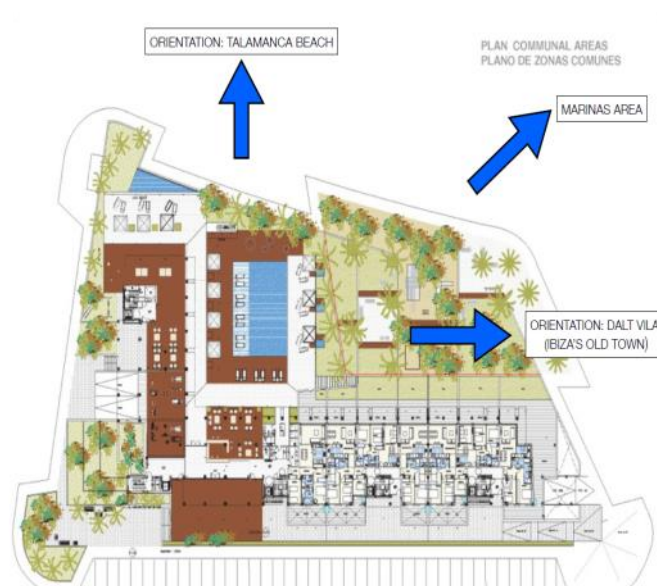 ORIENTATION: TALAMANCA BEACH
PLAN COMMUNAL AREAS
PLANO DE ZONAS COMUNES
MARINAS AREA
ORIENTATION: DALT VILA
(IBIZA'S OLD TOWN)